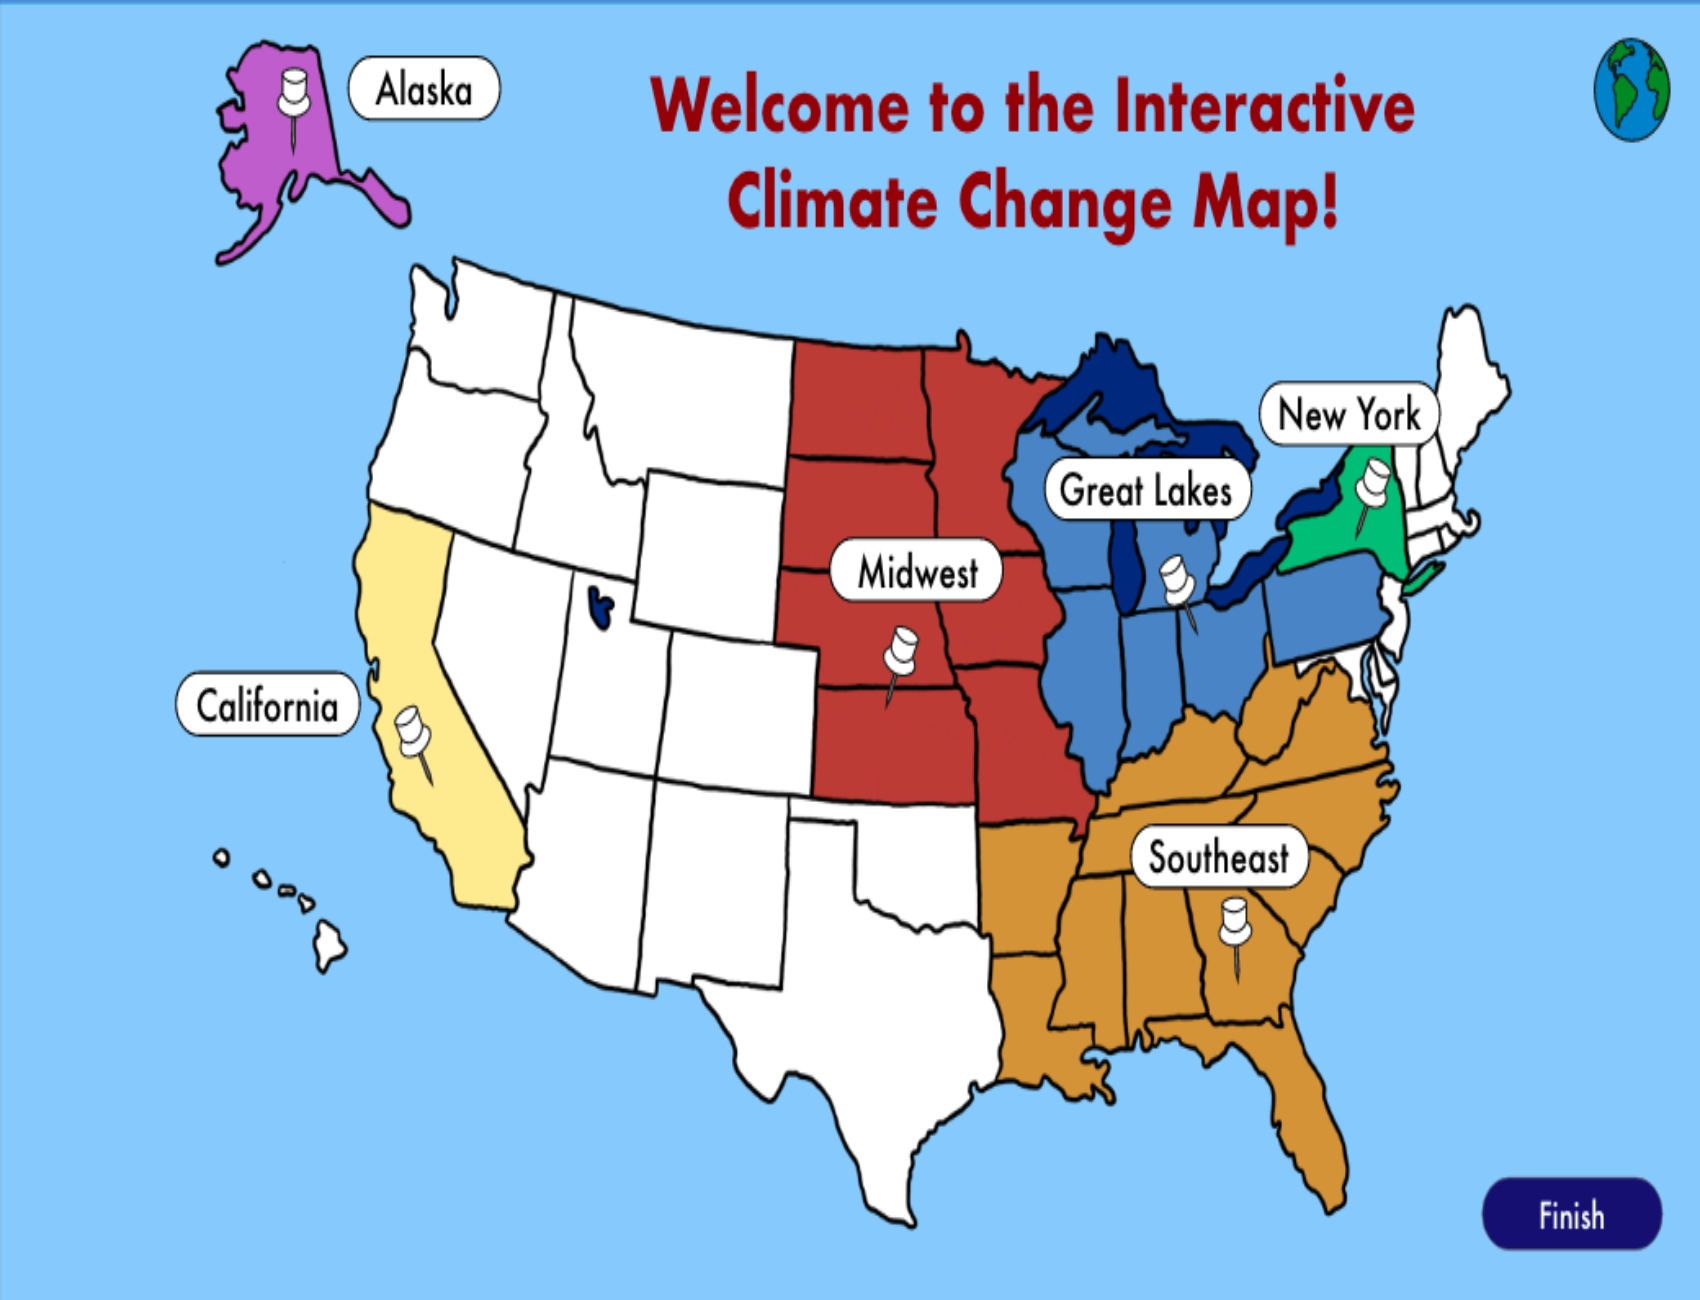 Alaska
Welcome to the Interactive
Climate Change Map!
New York
Great Lakes
Midwest
California
Southeast
Finish